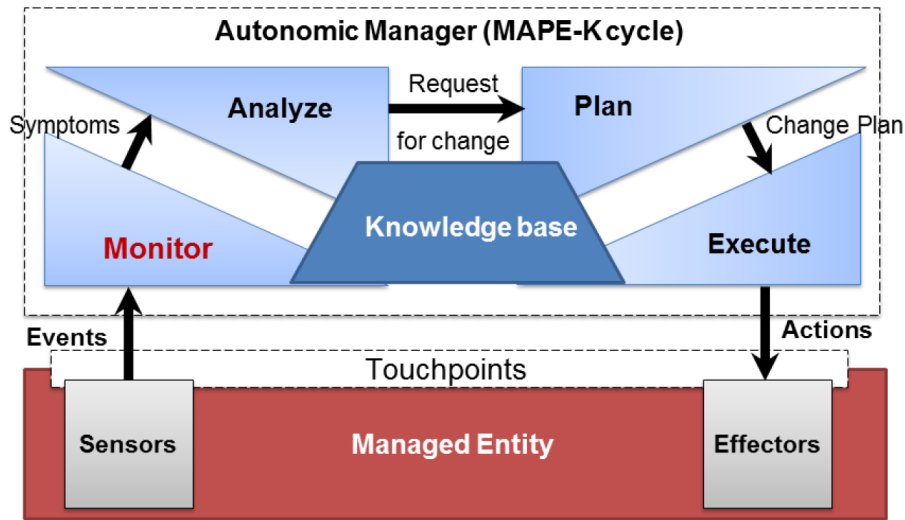 Autonomic Manager (MAPE-K cycle)
Analyze
Request
for change
Plan
Symptoms
Change Plan
Knowledge base
Monitor
Execute
Events
Actions
Touchpoints
Sensors
Managed Entity
Effectors